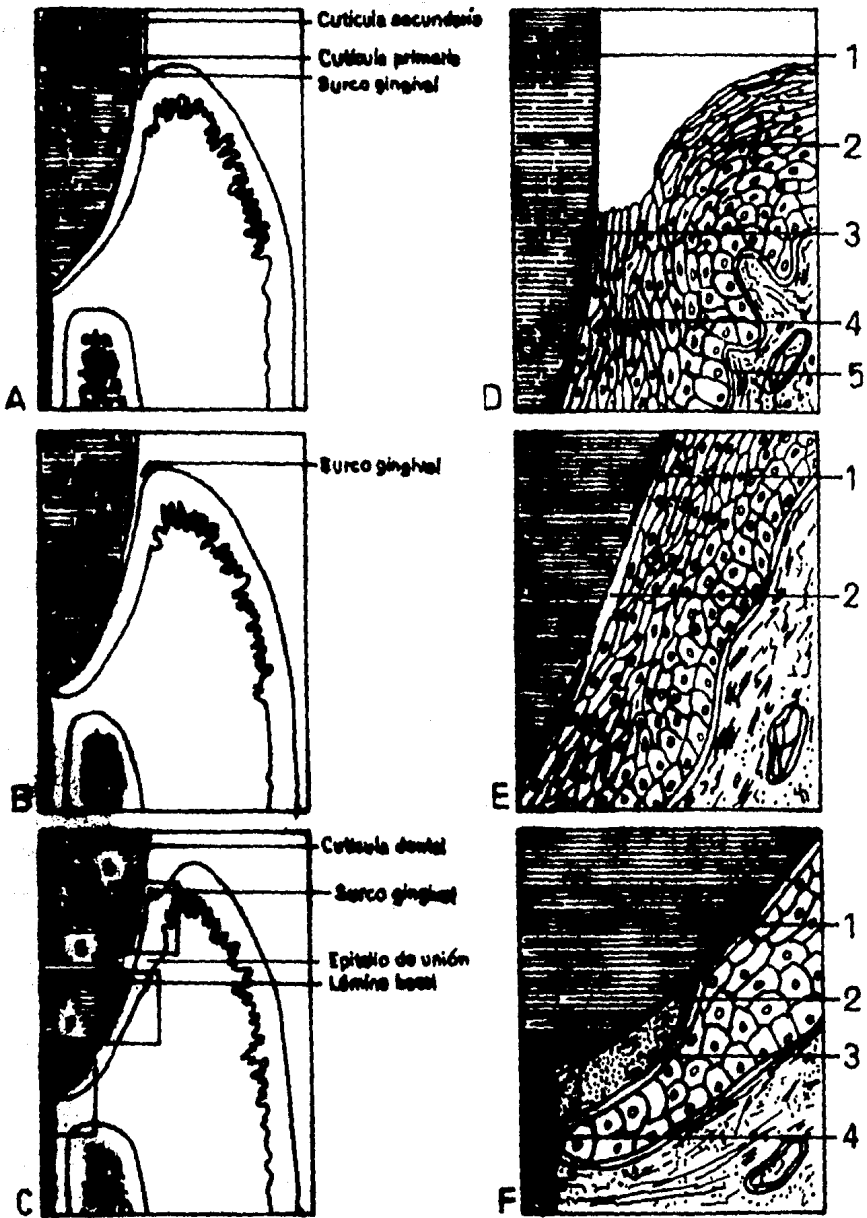 Cutícula secundaria
Cutícula primaria
Surco gingival
A
D
1
2
3
4
5
Surco gingival
B
E
1
2
Cutícula dental
Surco gingival
Epitelio de unión
Lámina basal
C
F
1
2
3
4